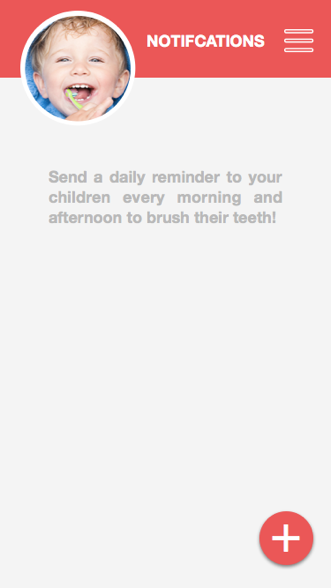 NOTIFCATIONS
Send a daily reminder to your
children every morning and
afternoon to brush their teeth!